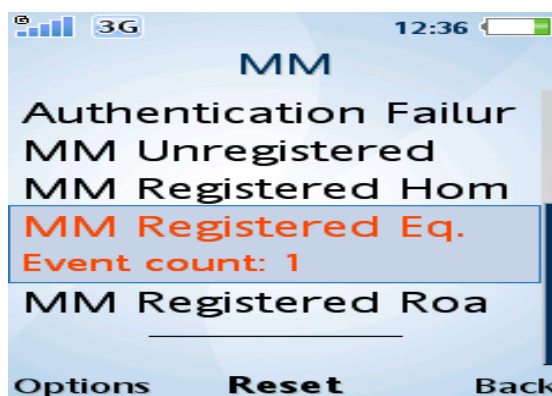 3G 12:36
MM
Authentication Failur
MM Unregistered
MM Registered Hom
MM Registered Eq.
Event count: 1
MM Registered Roa
Options Reset Back